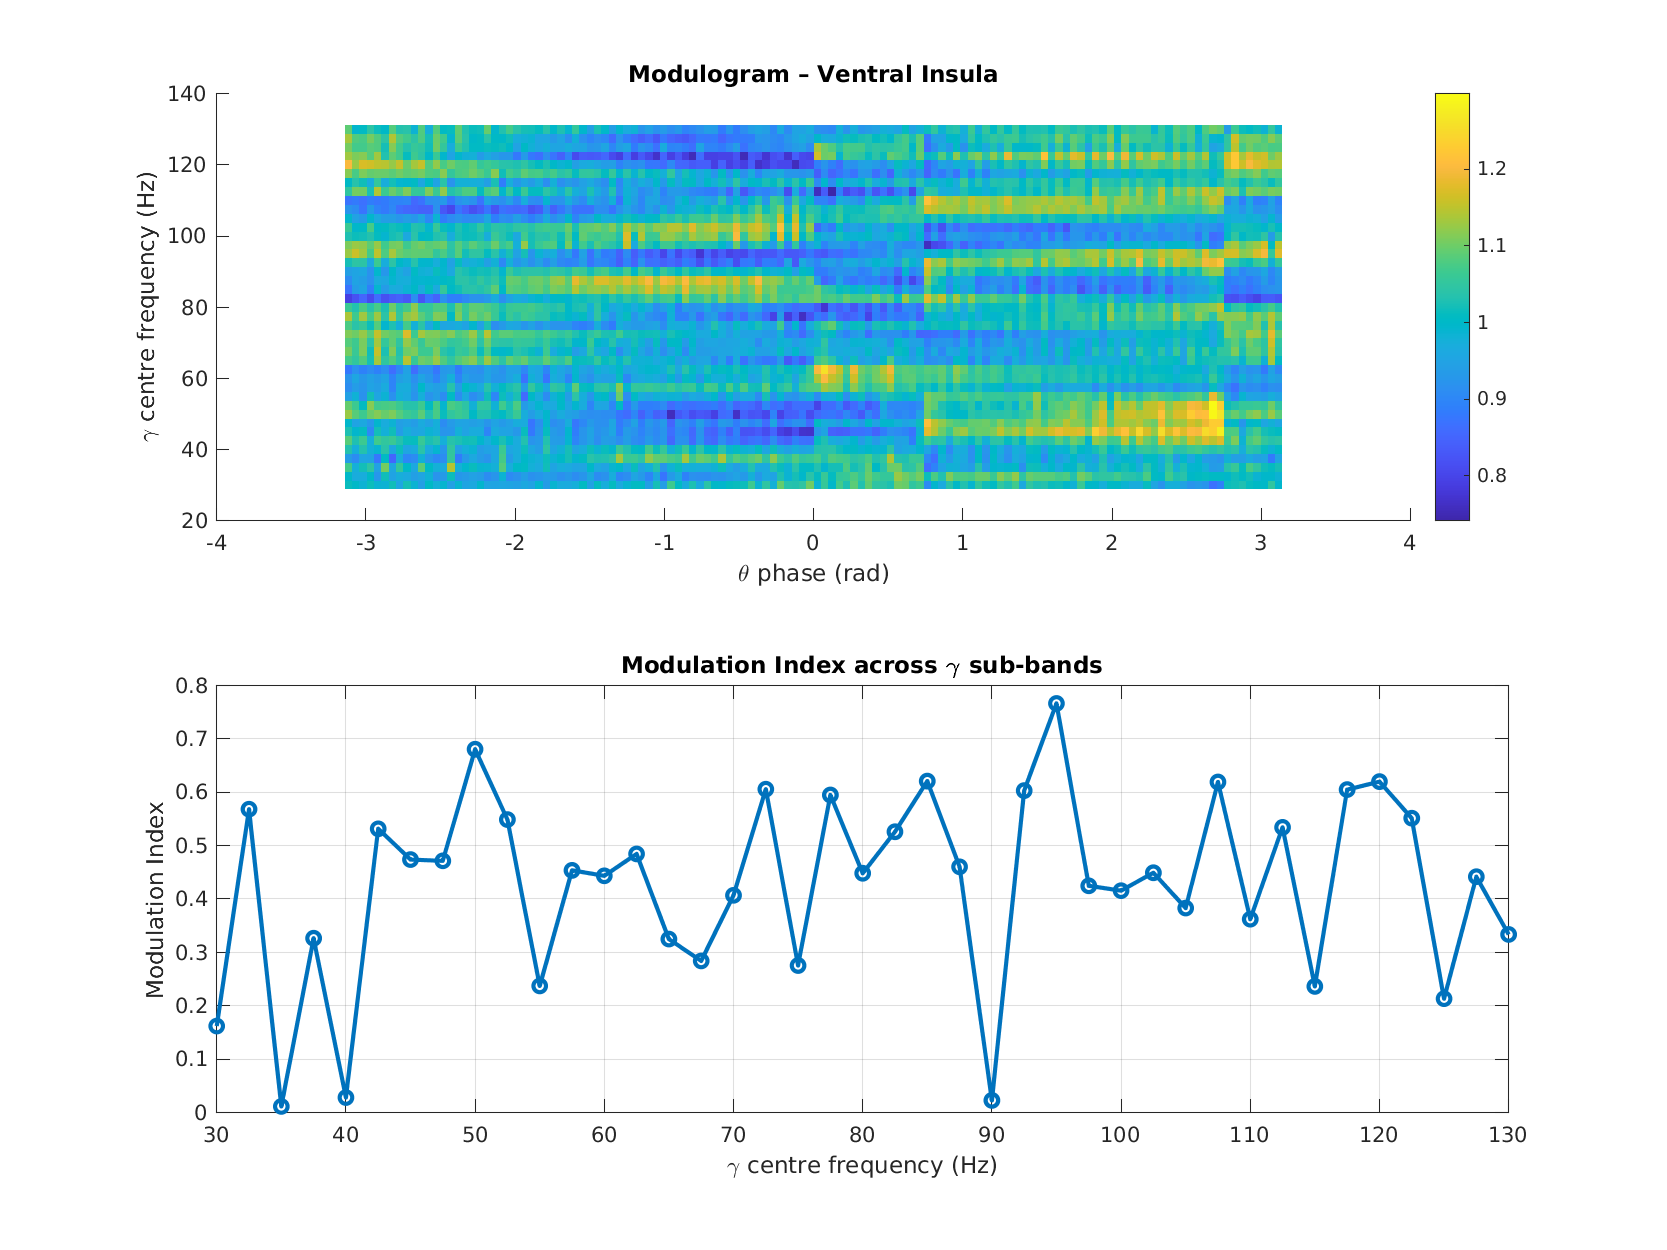 Modulogram – Ventral Insula
γ centre frequency (Hz)
140
120
100
80
60
40
20
-4 -3 -2 -1 0 1 2 3 4
θ phase (rad)
1.2
1.1
1
0.9
0.8
Modulation Index across γ sub-bands
Modulation Index
0.8
0.7
0.6
0.5
0.4
0.3
0.2
0.1
0
30 40 50 60 70 80 90 100 110 120 130
γ centre frequency (Hz)